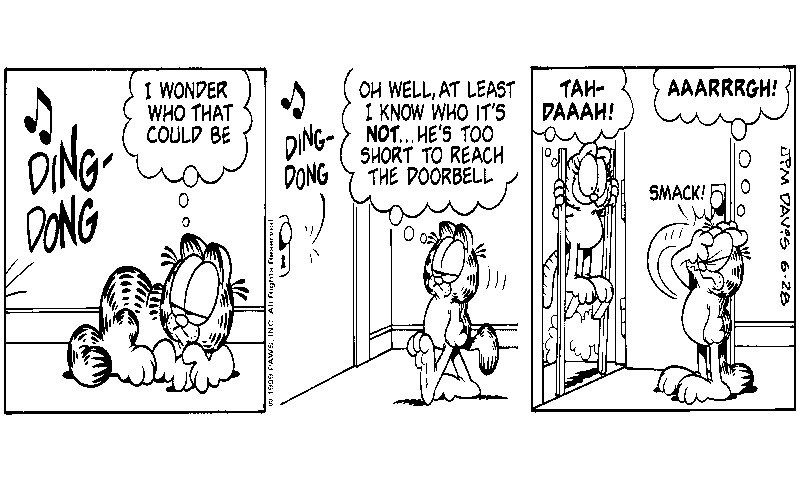 DING-
DONG
I WONDER
WHO THAT
COULD BE
© 1999 PAWS, INC. All Rights Reserved.
DING-
DONG
OH WELL, AT LEAST
I KNOW WHO IT'S
NOT... HE'S TOO
SHORT TO REACH
THE DOORBELL
TAH-
DAAAH!
AAARRRGH!
SMACK!
JPM DAVIS 6-28